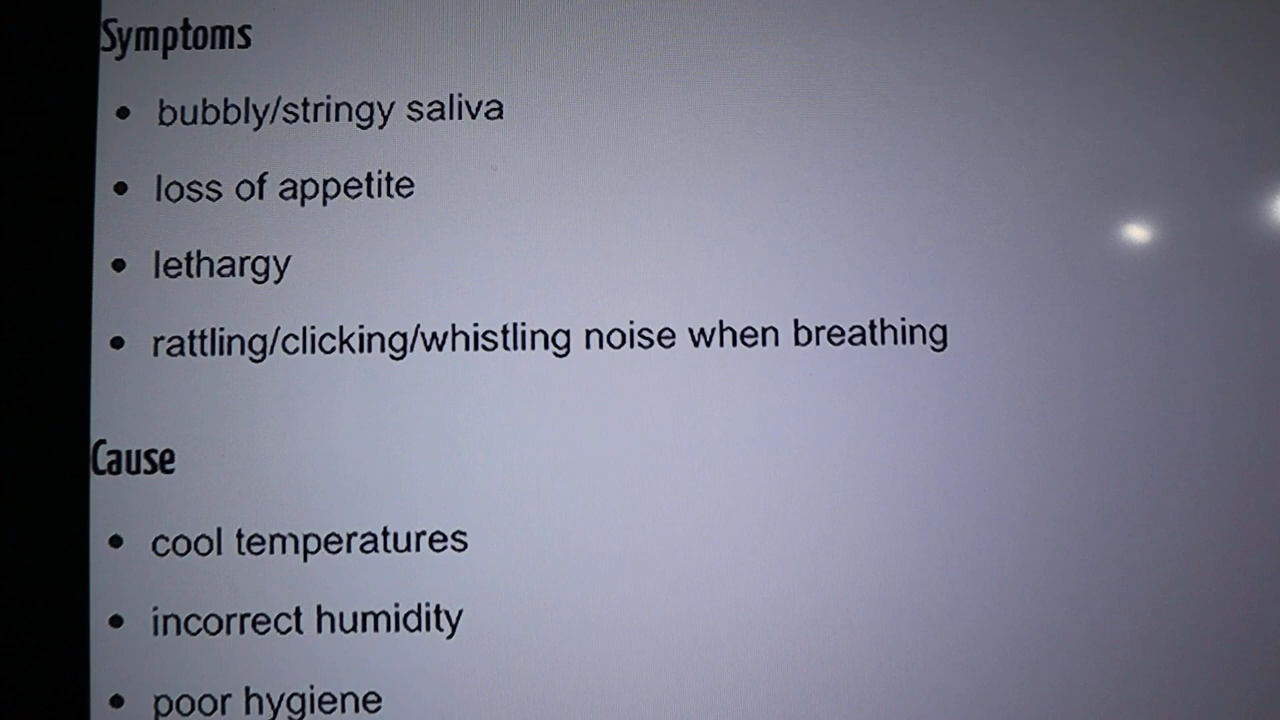 Symptoms
• bubbly/stringy saliva
• loss of appetite
• lethargy
• rattling/clicking/whistling noise when breathing
Cause
• cool temperatures
• incorrect humidity
• poor hygiene